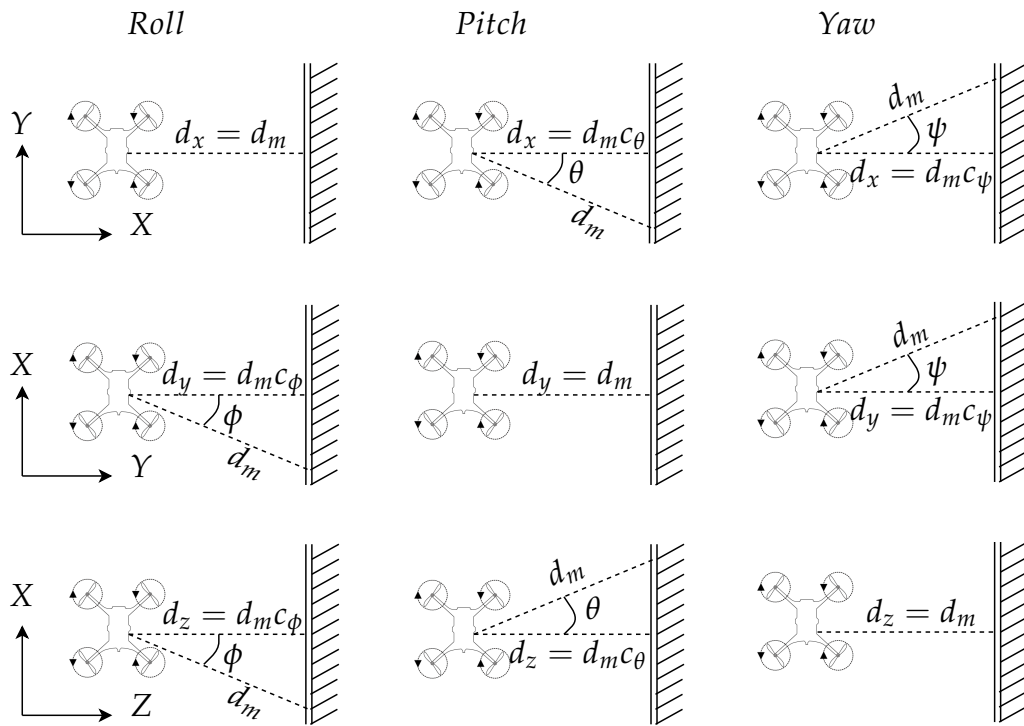 Roll Pitch Yaw
Y
X
d_x = d_m
d_x = d_m c_θ
θ
d_m
d_m
ψ
d_x = d_m c_ψ
X
Y
d_y = d_m c_ϕ
ϕ
d_m
d_y = d_m
d_m
ψ
d_y = d_m c_ψ
X
Z
d_z = d_m c_ϕ
ϕ
d_m
d_m
θ
d_z = d_m c_θ
d_z = d_m